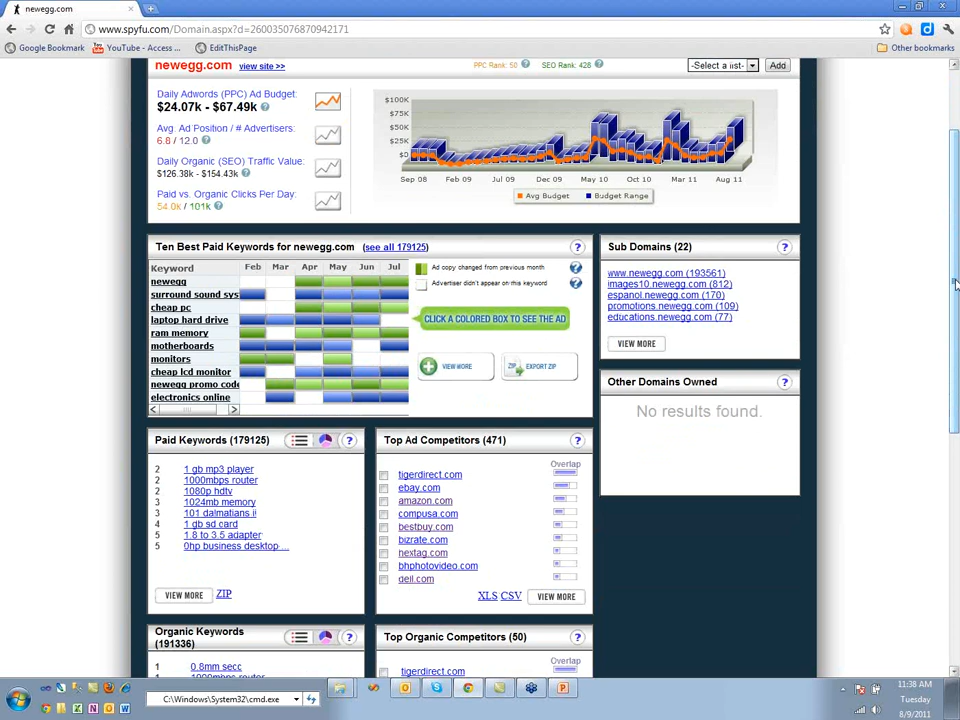 newegg.com
www.spyfu.com/Domain.aspx?d=260035076870942171
Google Bookmark YouTube - Access ... EditThisPage Other bookmarks
newegg.com view site >> PPC Rank: 50 SEO Rank: 428 -Select a list- Add
Daily Adwords (PPC) Ad Budget:
$24.07k - $67.49k
Avg. Ad Position / # Advertisers:
6.8 / 12.0
Daily Organic (SEO) Traffic Value:
$126.38k - $154.43k
Paid vs. Organic Clicks Per Day:
54.0k / 101k
$100K
$75K
$50K
$25K
$0
Sep 08 Feb 09 Jul 09 Dec 09 May 10 Oct 10 Mar 11 Aug 11
Avg Budget Budget Range
Ten Best Paid Keywords for newegg.com (see all 179125)
Keyword Feb Mar Apr May Jun Jul
newegg
surround sound sys
cheap pc
laptop hard drive
ram memory
motherboards
monitors
cheap lcd monitor
newegg promo code
electronics online
Ad copy changed from previous month
Advertiser didn't appear on this keyword
CLICK A COLORED BOX TO SEE THE AD
VIEW MORE EXPORT ZIP
Sub Domains (22)
www.newegg.com (193561)
images10.newegg.com (812)
espanol.newegg.com (170)
promotions.newegg.com (109)
educations.newegg.com (77)
VIEW MORE
Other Domains Owned
No results found.
Paid Keywords (179125)
2 1 gb mp3 player
2 1000mbps router
2 1080p hdtv
3 1024mb memory
3 101 dalmatians ii
4 1 gb sd card
5 1.8 to 3.5 adapter
5 0hp business desktop ...
VIEW MORE ZIP
Top Ad Competitors (471)
Overlap
tigerdirect.com
ebay.com
amazon.com
compusa.com
bestbuy.com
bizrate.com
nextag.com
bhphotovideo.com
geil.com
XLS CSV VIEW MORE
Organic Keywords
(191336)
1 0.8mm secc
1 1000mbps router
Top Organic Competitors (50)
Overlap
tigerdirect.com
C:\Windows\System32\cmd.exe
11:38 AM
Tuesday
8/9/2011